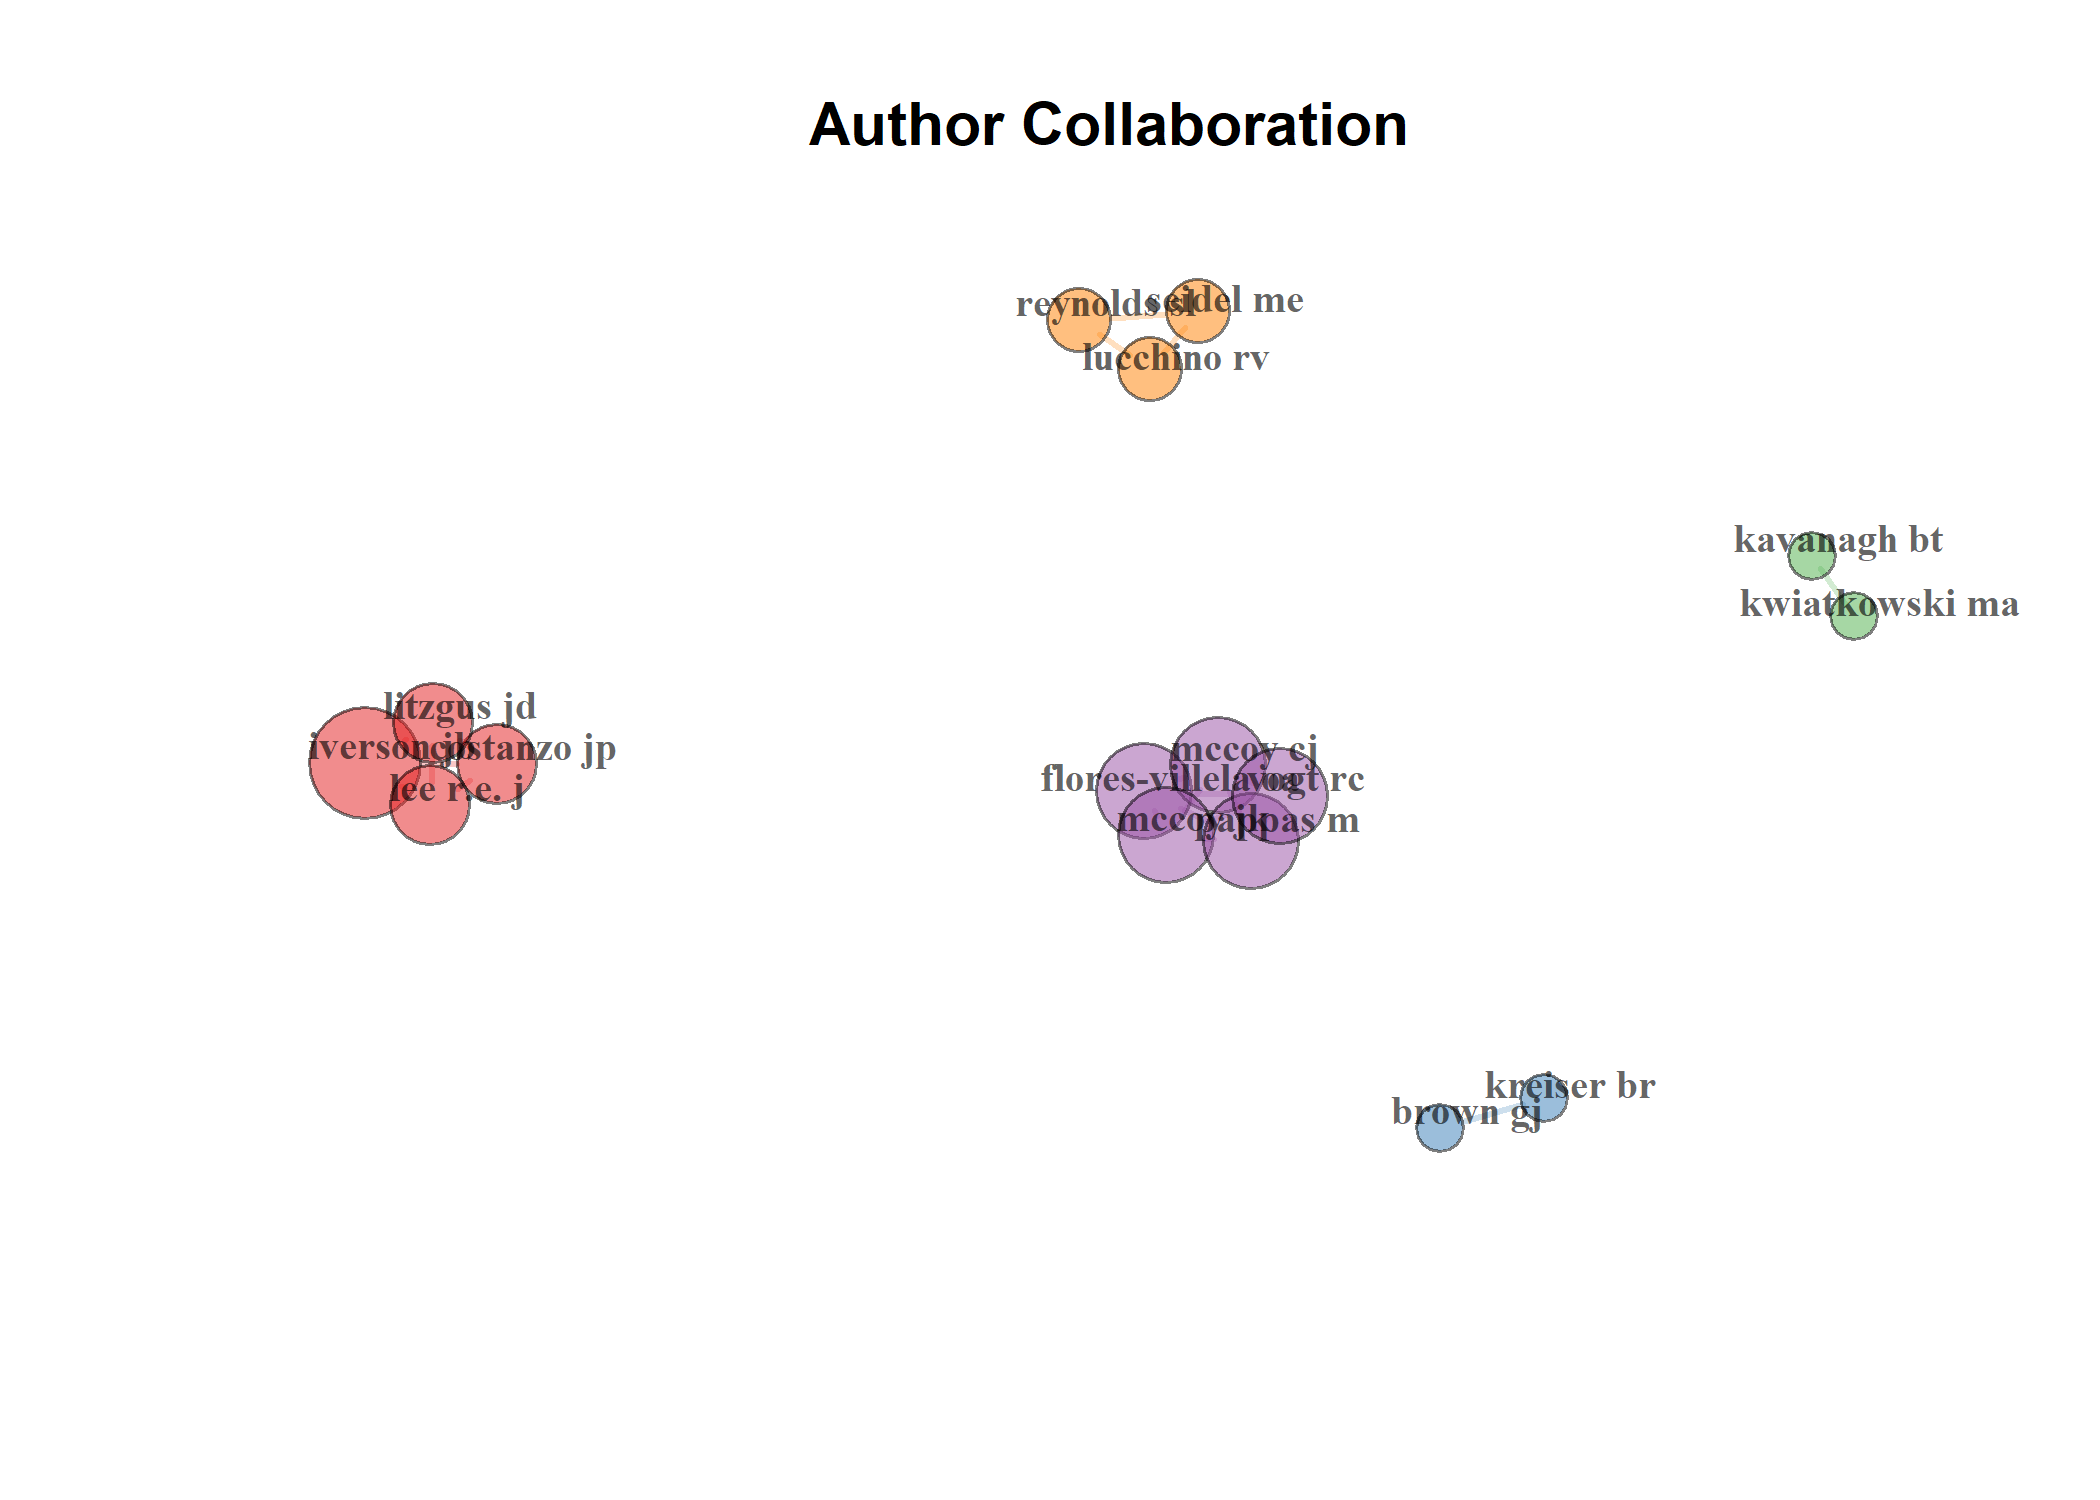 Author Collaboration
reynolds sl
seidel me
lucchino rv
kavanagh bt
kwiatkowski ma
litzgus jd
iverson jb
costanzo jp
lee r.e. j
mccoy cj
flores-villela oa
vogt rc
mccoy jk
pappas m
kreiser br
brown gj